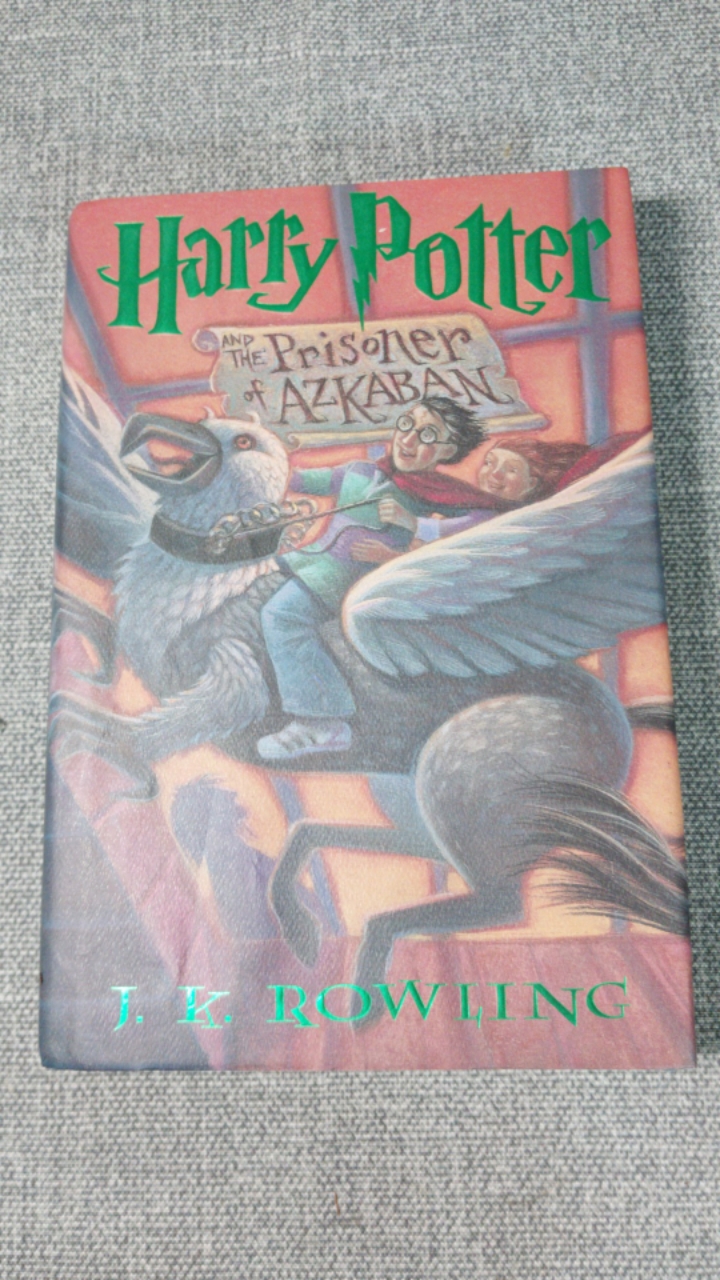 Harry Potter
AND THE Prisoner
of AZKABAN
J. K. ROWLING